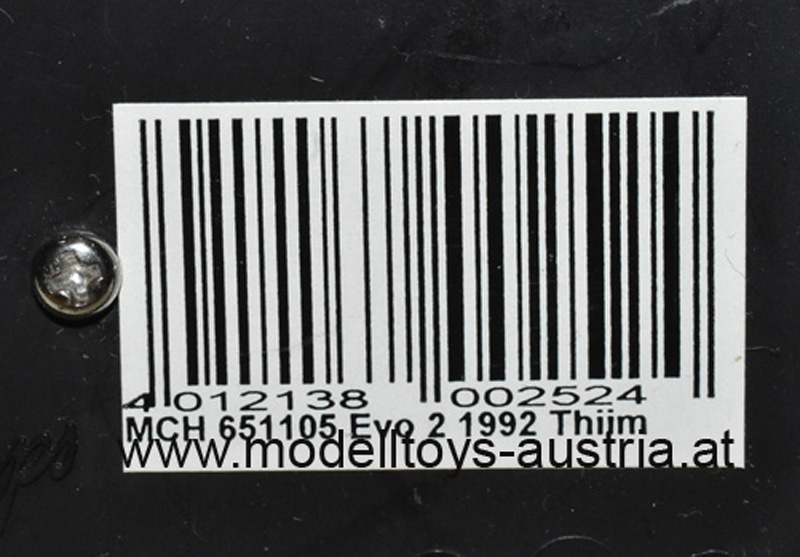 4 012138 002524
MCH 651105 Evo 2 1992 Thiim
www.modelltoys-austria.at